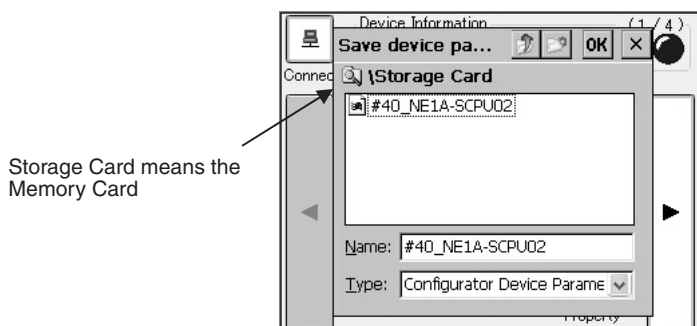 Device Information (1/4)
Save device pa... OK ×
Connec
\Storage Card
#40_NE1A-SCPU02
Storage Card means the
Memory Card
Name: #40_NE1A-SCPU02
Type: Configurator Device Parame
Property